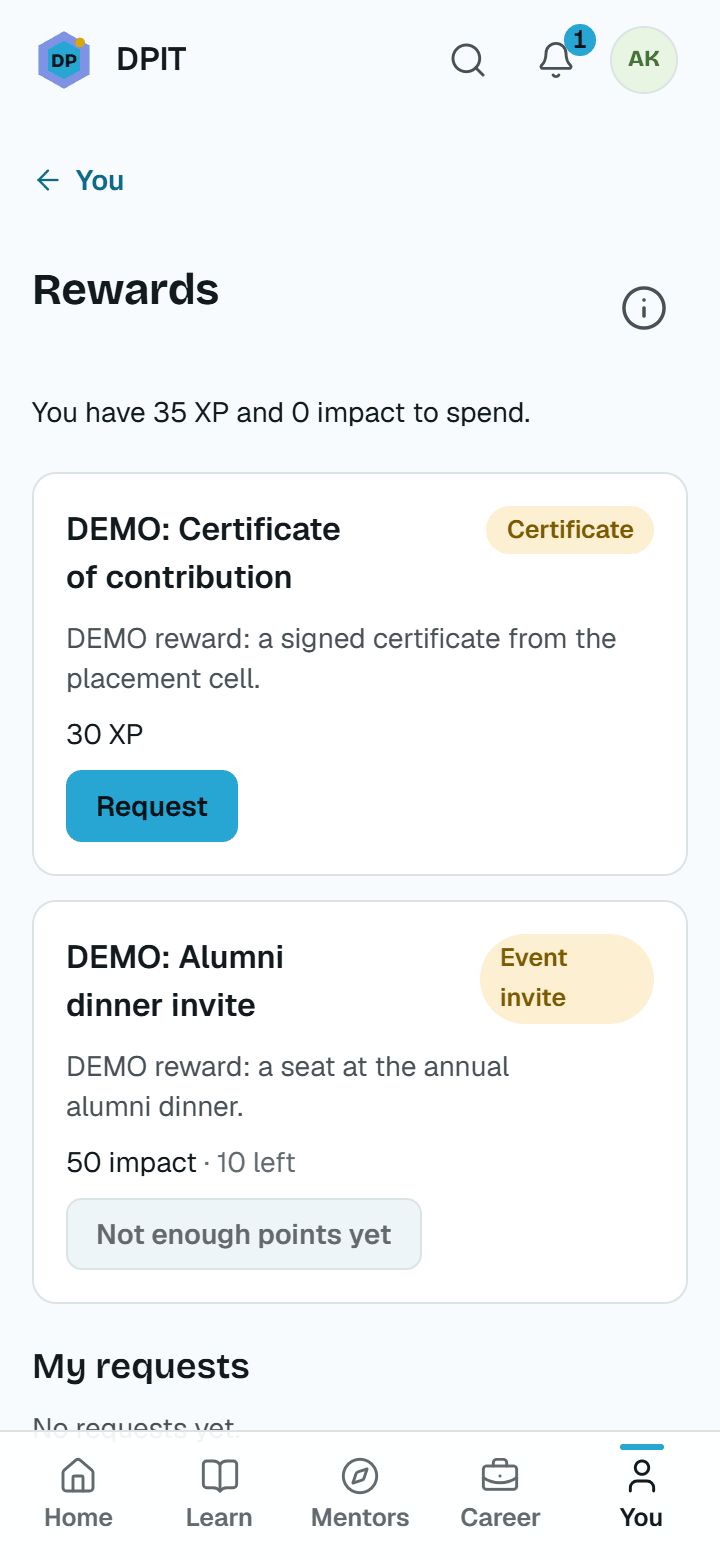 DP
DPIT
1
AK
You
Rewards
You have 35 XP and 0 impact to spend.
DEMO: Certificate
of contribution
Certificate
DEMO reward: a signed certificate from the
placement cell.
30 XP
Request
DEMO: Alumni
dinner invite
Event
invite
DEMO reward: a seat at the annual
alumni dinner.
50 impact · 10 left
Not enough points yet
My requests
No requests yet.
Home
Learn
Mentors
Career
You